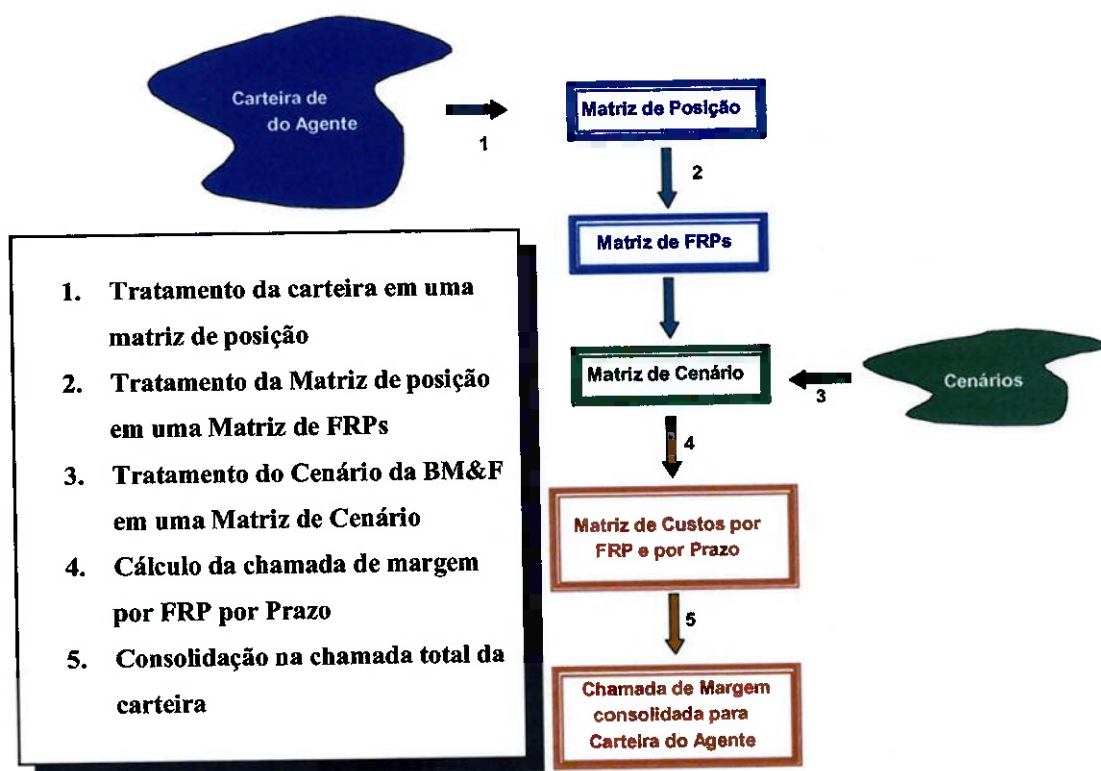 Carteira de
do Agente
1
Matriz de Posição
2
Matriz de FRPs
Matriz de Cenário
3
Cenários
4
Matriz de Custos por
FRP e por Prazo
5
Chamada de Margem
consolidada para
Carteira do Agente
1. Tratamento da carteira em uma
matriz de posição
2. Tratamento da Matriz de posição
em uma Matriz de FRPs
3. Tratamento do Cenário da BM&F
em uma Matriz de Cenário
4. Cálculo da chamada de margem
por FRP por Prazo
5. Consolidação na chamada total da
carteira